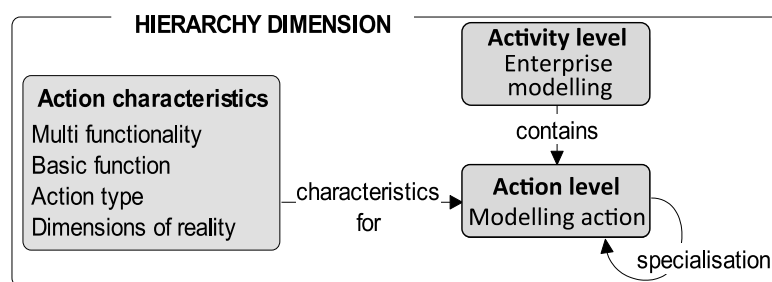 HIERARCHY DIMENSION
Activity level
Enterprise
modelling
Action characteristics
Multi functionality
Basic function
Action type
Dimensions of reality
contains
characteristics
for
Action level
Modelling action
specialisation